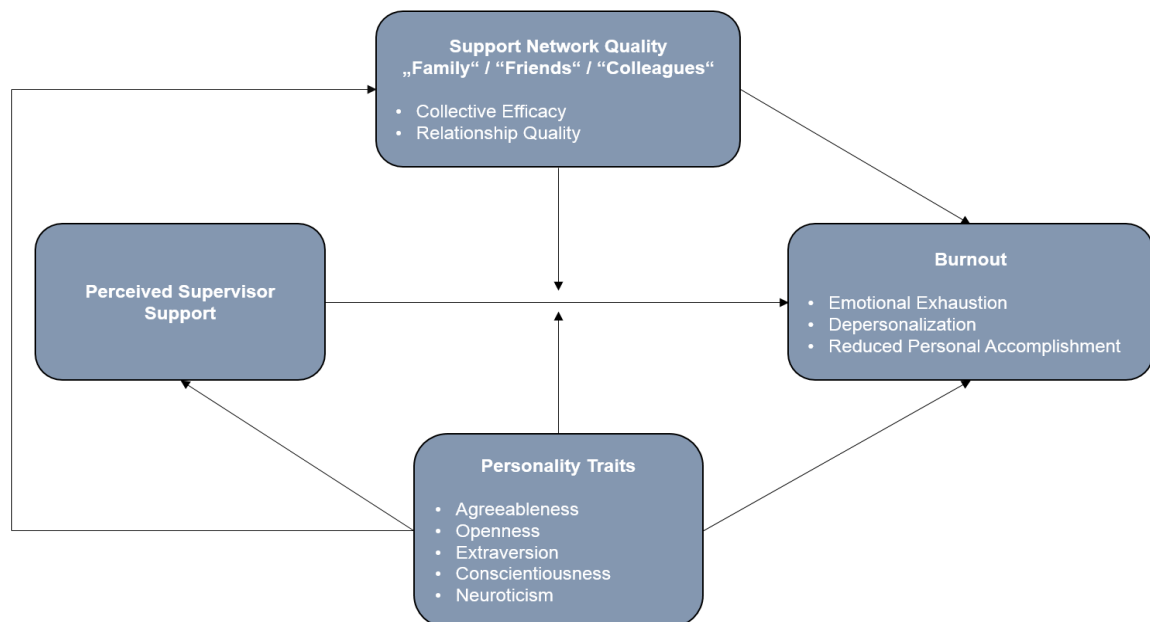 Support Network Quality
„Family“ / “Friends“ / “Colleagues“
• Collective Efficacy
• Relationship Quality
Perceived Supervisor
Support
Burnout
• Emotional Exhaustion
• Depersonalization
• Reduced Personal Accomplishment
Personality Traits
• Agreeableness
• Openness
• Extraversion
• Conscientiousness
• Neuroticism